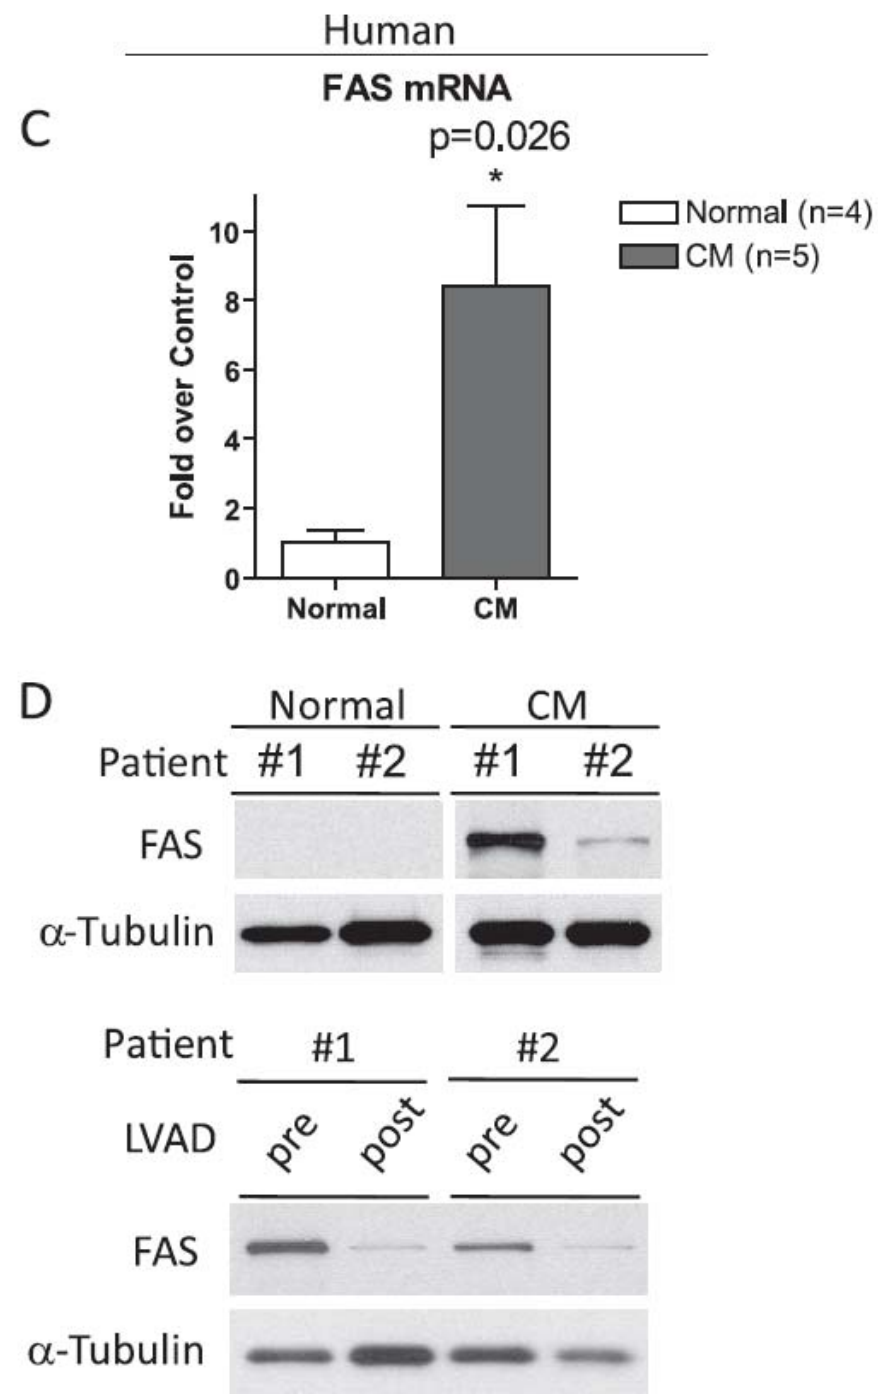 Human
FAS mRNA
C
p=0.026
*
Normal (n=4)
CM (n=5)
Fold over Control
10
8
6
4
2
0
Normal CM
D
Normal CM
Patient #1 #2 #1 #2
FAS
α-Tubulin
Patient #1 #2
LVAD pre post pre post
FAS
α-Tubulin